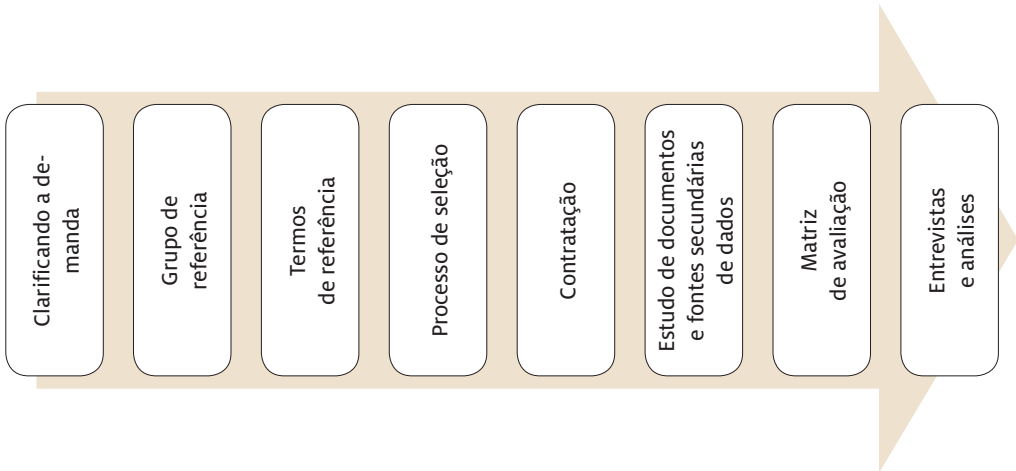 Clarificando a de-
manda
Grupo de
referência
Termos
de referência
Processo de seleção
Contratação
Estudo de documentos
e fontes secundárias
de dados
Matriz
de avaliação
Entrevistas
e análises